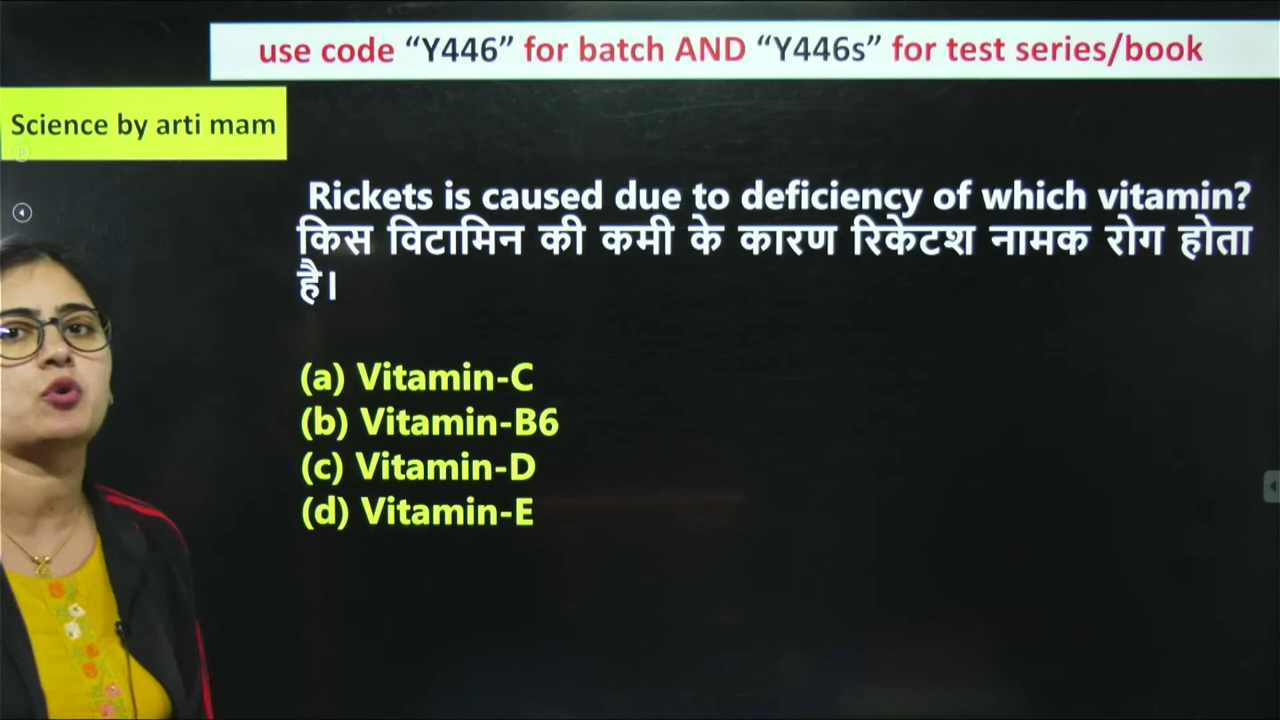 use code “Y446” for batch AND “Y446s” for test series/book
Science by arti mam
Rickets is caused due to deficiency of which vitamin?
किस विटामिन की कमी के कारण रिकेटश नामक रोग होता
है।
(a) Vitamin-C
(b) Vitamin-B6
(c) Vitamin-D
(d) Vitamin-E